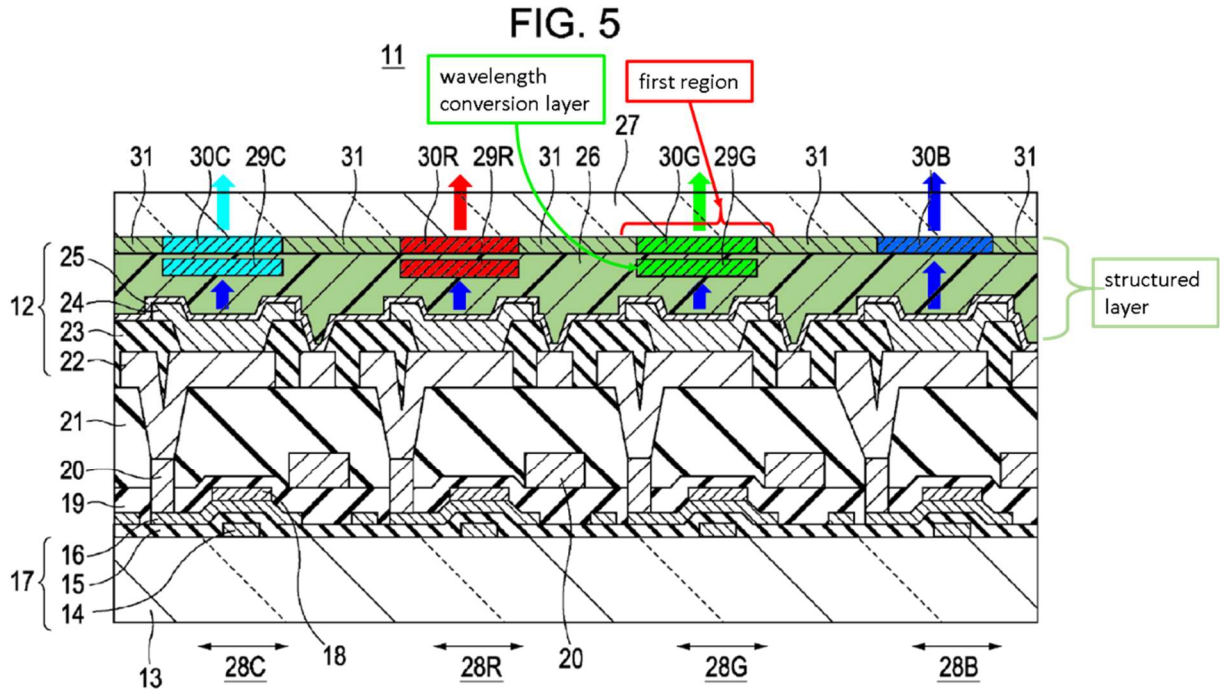 FIG. 5
11
wavelength
conversion layer
first region
31 30C 29C 31 30R 29R 31 26 30G 29G 31 30B 31
27
12
25
24
23
22
structured
layer
21
20
19
17
16
15
14
13
28C
18
28R
20
28G
28B